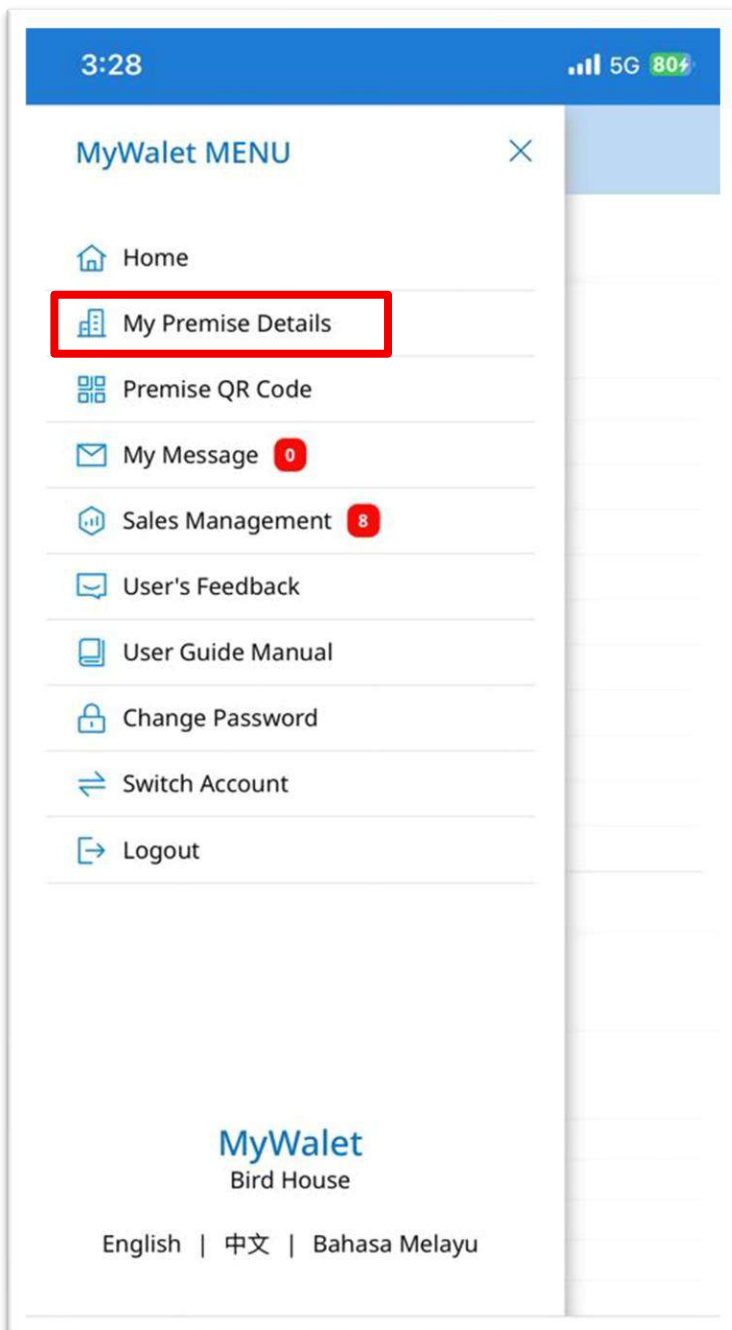 3:28 5G 80
MyWalet MENU
Home
My Premise Details
Premise QR Code
My Message 0
Sales Management 8
User's Feedback
User Guide Manual
Change Password
Switch Account
Logout
MyWalet
Bird House
English | 中文 | Bahasa Melayu